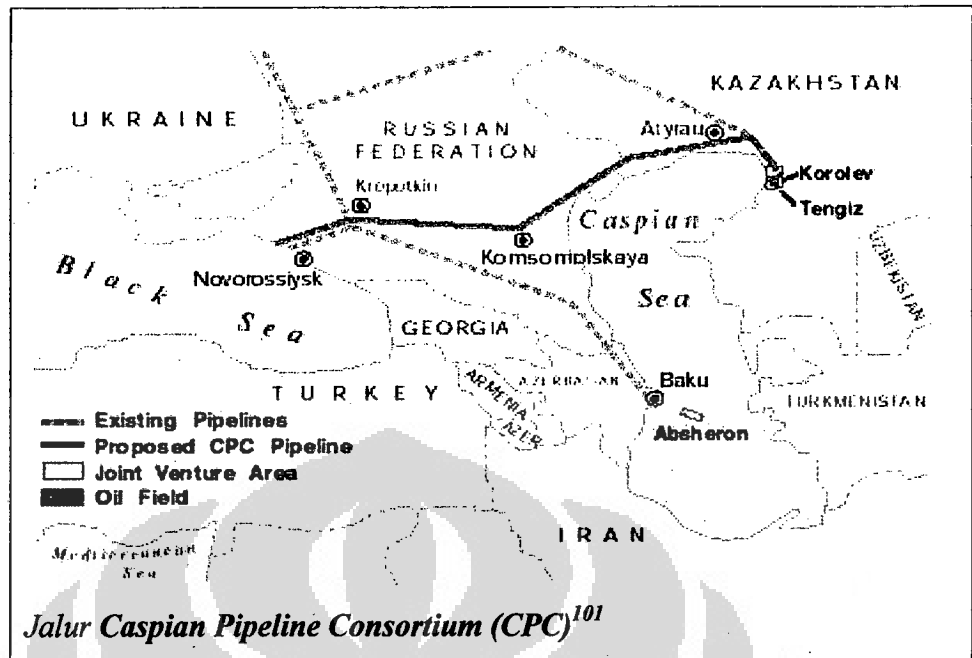 KAZAKHSTAN
UKRAINE
RUSSIAN
FEDERATION
Atyrau
Korolev
Tengiz
Kropotkin
Caspian
Sea
Komsomolskaya
Novorossiysk
Black
Sea
UZBEKISTAN
GEORGIA
TURKEY
ARMENIA
AZERBAIJAN
AZER.
Baku
Absheron
TURKMENISTAN
Existing Pipelines
Proposed CPC Pipeline
Joint Venture Area
Oil Field
IRAN
Mediterranean
Sea
Jalur Caspian Pipeline Consortium (CPC)101